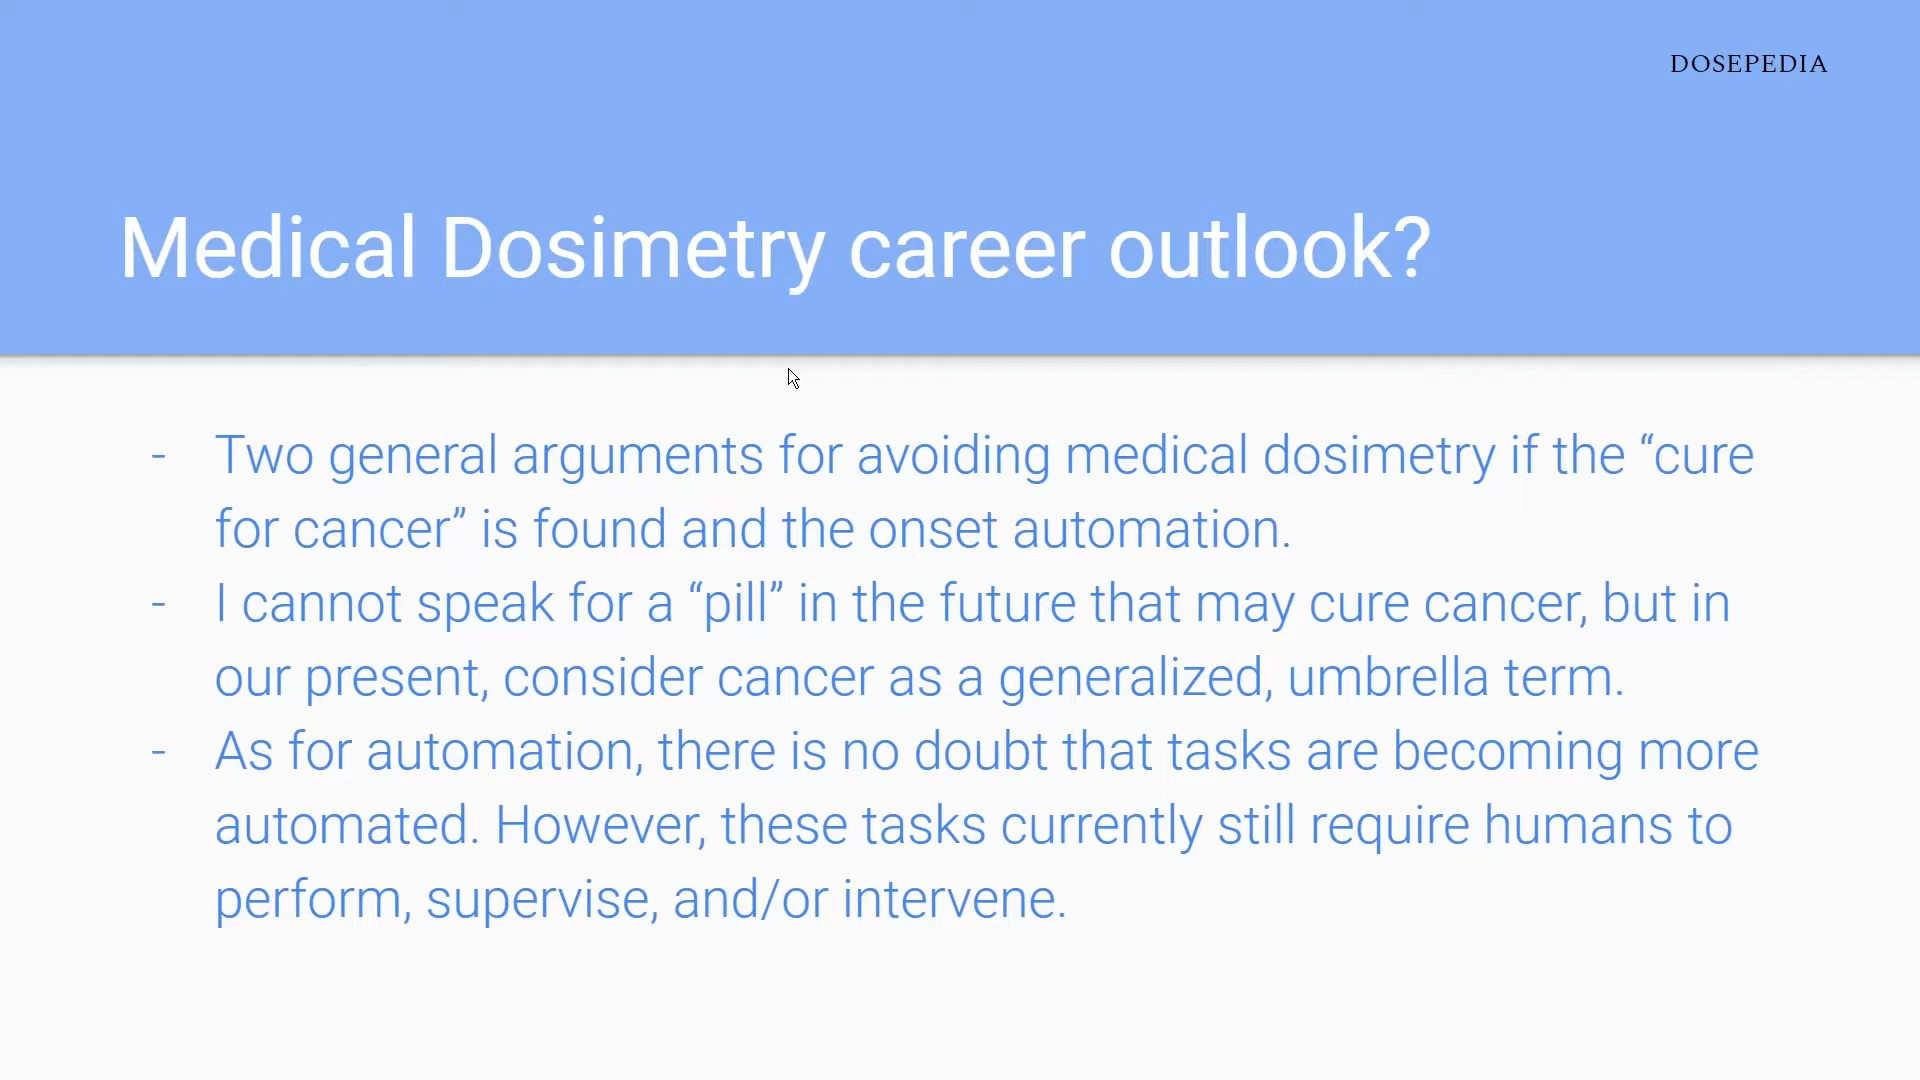 DOSEPEDIA
Medical Dosimetry career outlook?
- Two general arguments for avoiding medical dosimetry if the “cure
for cancer” is found and the onset automation.
- I cannot speak for a “pill” in the future that may cure cancer, but in
our present, consider cancer as a generalized, umbrella term.
- As for automation, there is no doubt that tasks are becoming more
automated. However, these tasks currently still require humans to
perform, supervise, and/or intervene.